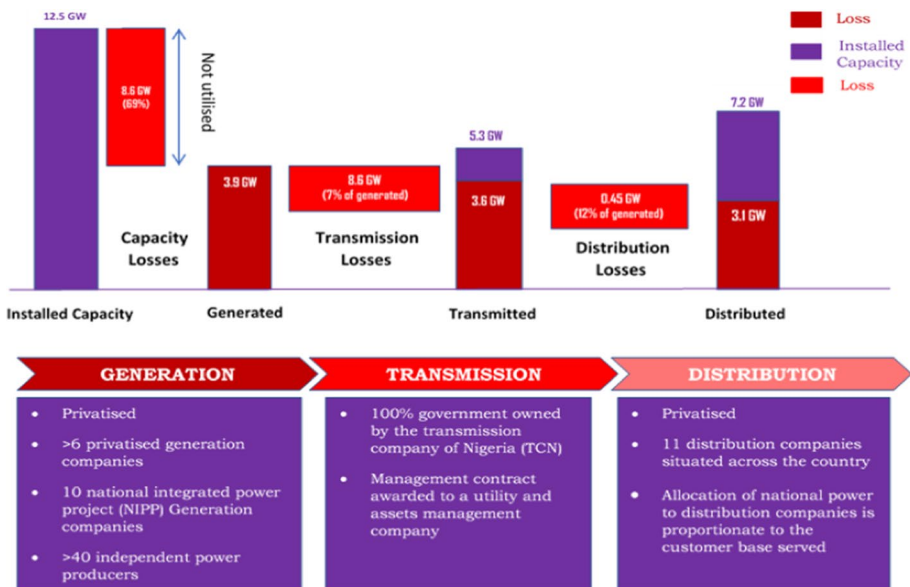 12.5 GW
8.6 GW
(69%)
Not utilised
Capacity
Losses
3.9 GW
8.6 GW
(7% of generated)
Transmission
Losses
5.3 GW
3.6 GW
0.45 GW
(12% of generated)
Distribution
Losses
7.2 GW
3.1 GW
Loss
Installed
Capacity
Loss
Installed Capacity
Generated
Transmitted
Distributed
GENERATION
• Privatised
• >6 privatised generation
companies
• 10 national integrated power
project (NIPP) Generation
companies
• >40 independent power
producers
TRANSMISSION
• 100% government owned
by the transmission
company of Nigeria (TCN)
• Management contract
awarded to a utility and
assets management
company
DISTRIBUTION
• Privatised
• 11 distribution companies
situated across the country
• Allocation of national power
to distribution companies is
proportionate to the
customer base served